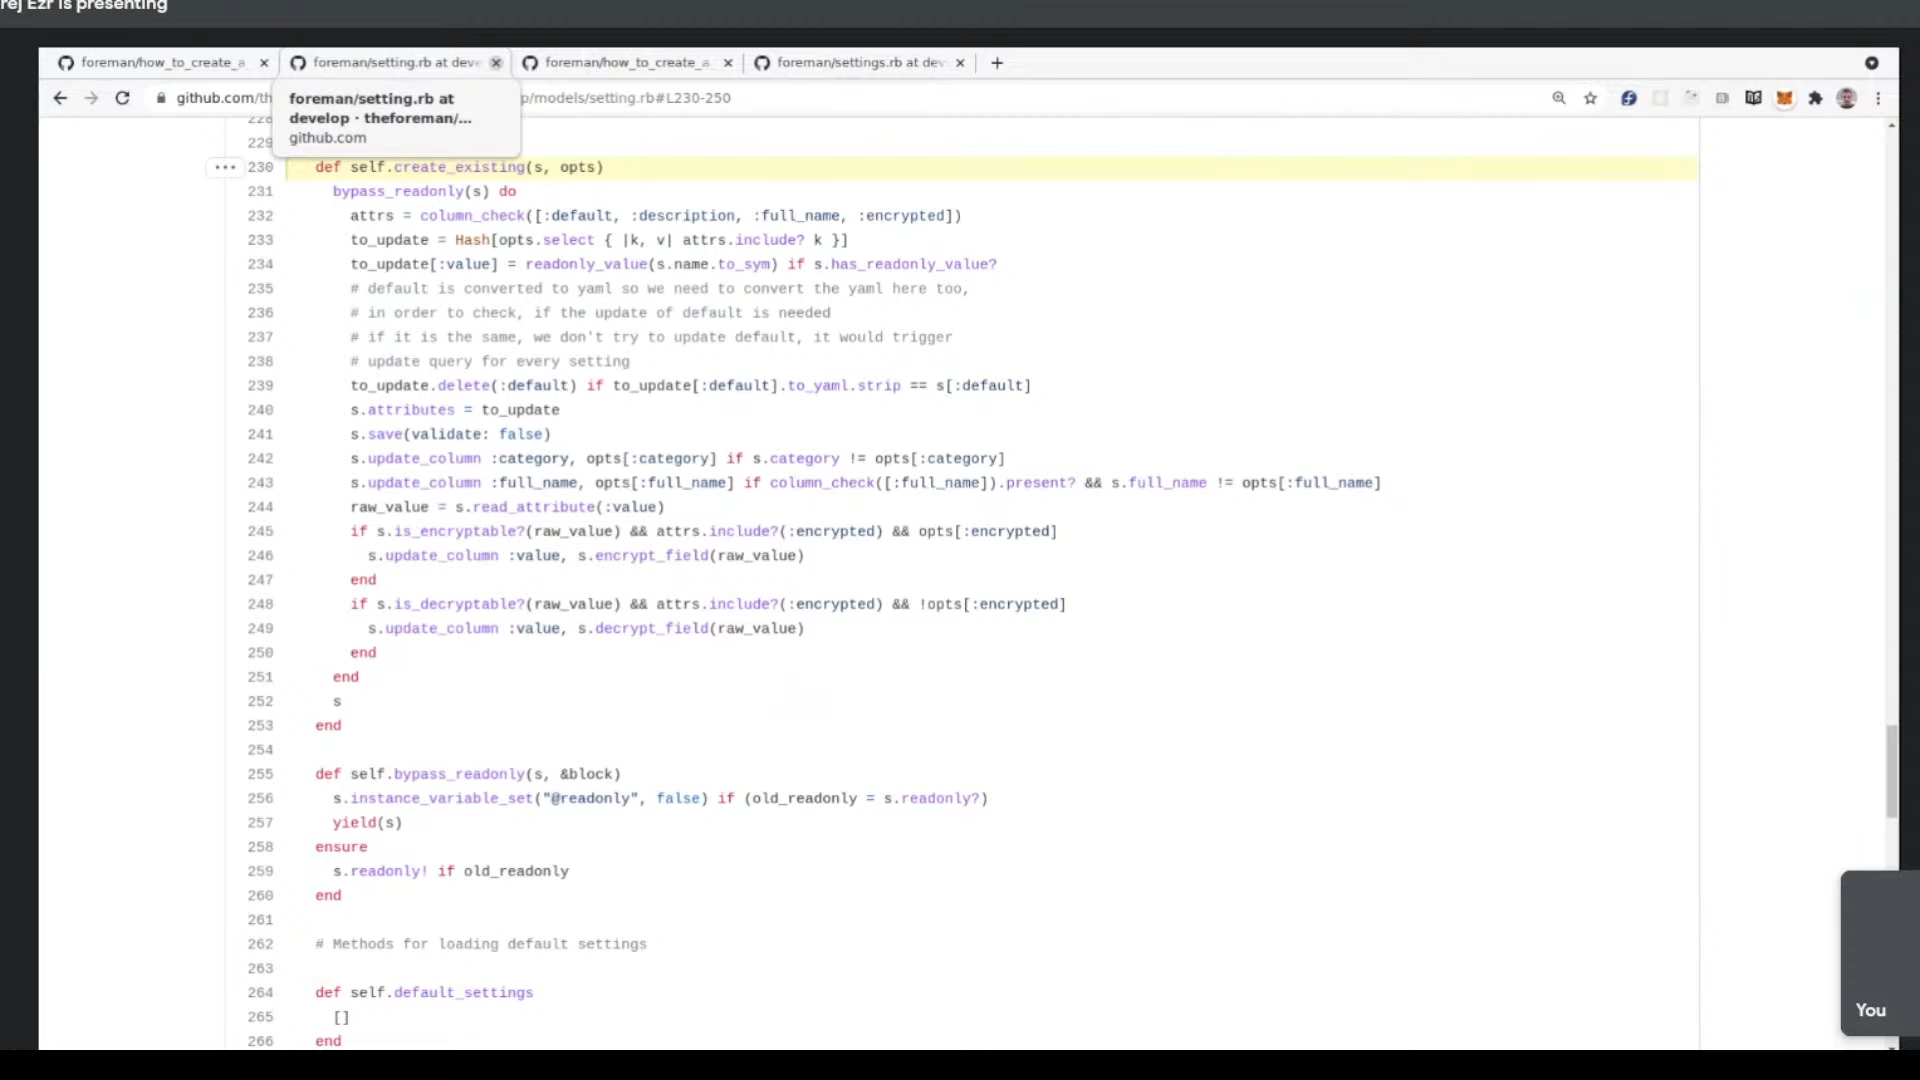 rej Ezr is presenting
foreman/how_to_create_a
foreman/setting.rb at deve
foreman/how_to_create_a
foreman/settings.rb at dev
github.com/th
p/models/setting.rb#L230-250
foreman/setting.rb at
develop · theforeman/...
github.com
228
229
230 def self.create_existing(s, opts)
231 bypass_readonly(s) do
232 attrs = column_check([:default, :description, :full_name, :encrypted])
233 to_update = Hash[opts.select { |k, v| attrs.include? k }]
234 to_update[:value] = readonly_value(s.name.to_sym) if s.has_readonly_value?
235 # default is converted to yaml so we need to convert the yaml here too,
236 # in order to check, if the update of default is needed
237 # if it is the same, we don't try to update default, it would trigger
238 # update query for every setting
239 to_update.delete(:default) if to_update[:default].to_yaml.strip == s[:default]
240 s.attributes = to_update
241 s.save(validate: false)
242 s.update_column :category, opts[:category] if s.category != opts[:category]
243 s.update_column :full_name, opts[:full_name] if column_check([:full_name]).present? && s.full_name != opts[:full_name]
244 raw_value = s.read_attribute(:value)
245 if s.is_encryptable?(raw_value) && attrs.include?(:encrypted) && opts[:encrypted]
246 s.update_column :value, s.encrypt_field(raw_value)
247 end
248 if s.is_decryptable?(raw_value) && attrs.include?(:encrypted) && !opts[:encrypted]
249 s.update_column :value, s.decrypt_field(raw_value)
250 end
251 end
252 s
253 end
254
255 def self.bypass_readonly(s, &block)
256 s.instance_variable_set("@readonly", false) if (old_readonly = s.readonly?)
257 yield(s)
258 ensure
259 s.readonly! if old_readonly
260 end
261
262 # Methods for loading default settings
263
264 def self.default_settings
265 []
266 end
You